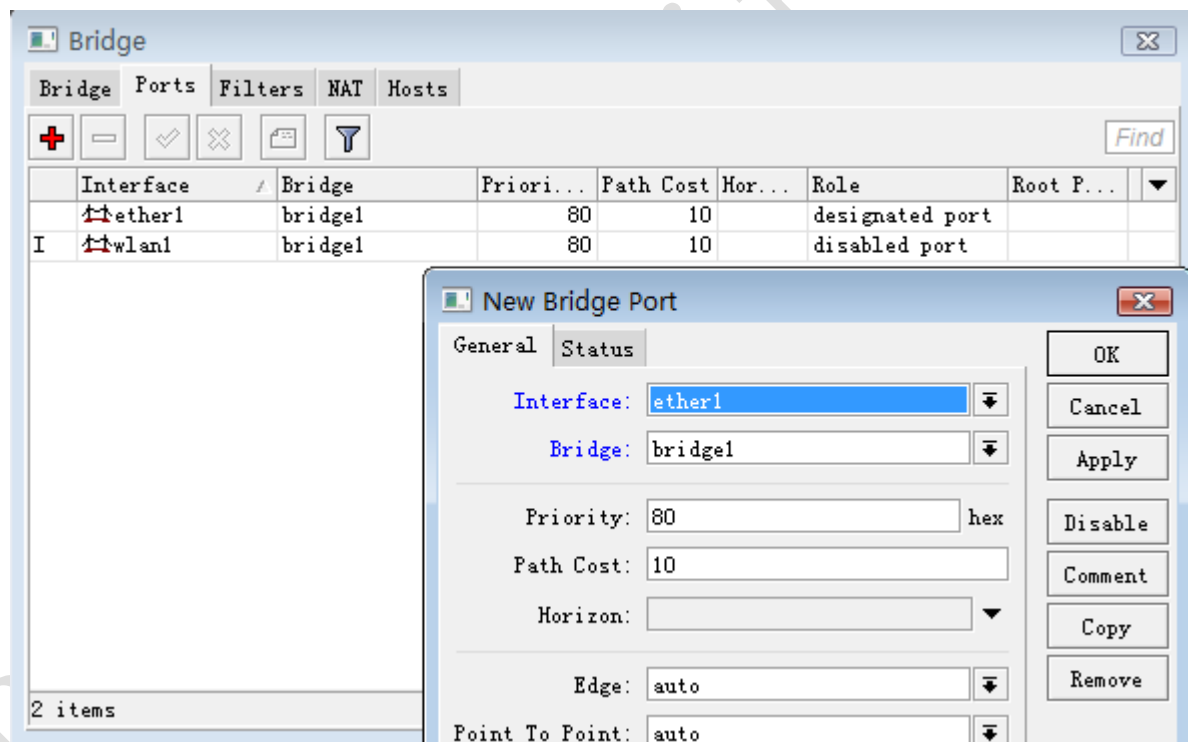 Bridge
Bridge Ports Filters NAT Hosts
Find
Interface Bridge Priori... Path Cost Hor... Role Root P...
ether1 bridge1 80 10 designated port
I wlan1 bridge1 80 10 disabled port
New Bridge Port
General Status
OK
Interface: ether1
Cancel
Bridge: bridge1
Apply
Priority: 80 hex
Disable
Path Cost: 10
Comment
Horizon:
Copy
Edge: auto
Remove
2 items
Point To Point: auto